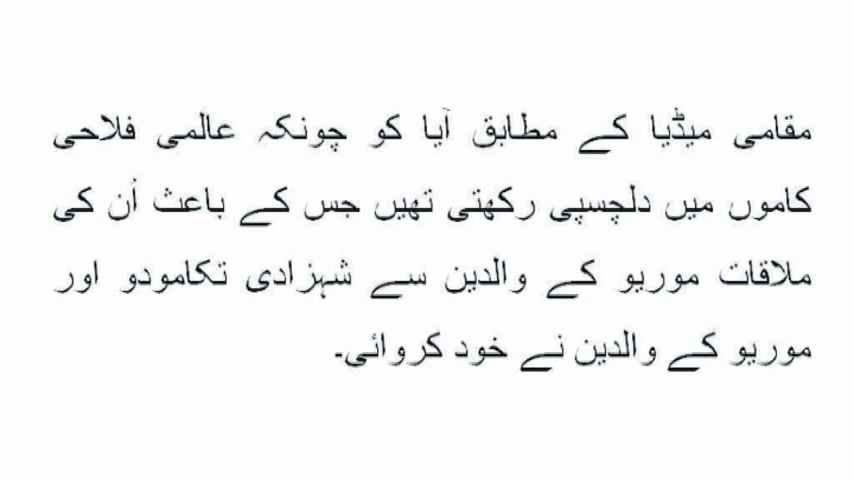 مقامی میڈیا کے مطابق آیا کو چونکہ عالمی فلاحی
کاموں میں دلچسپی رکھتی تھیں جس کے باعث اُن کی
ملاقات موریو کے والدین سے شہزادی تکامودو اور
موریو کے والدین نے خود کروائی۔